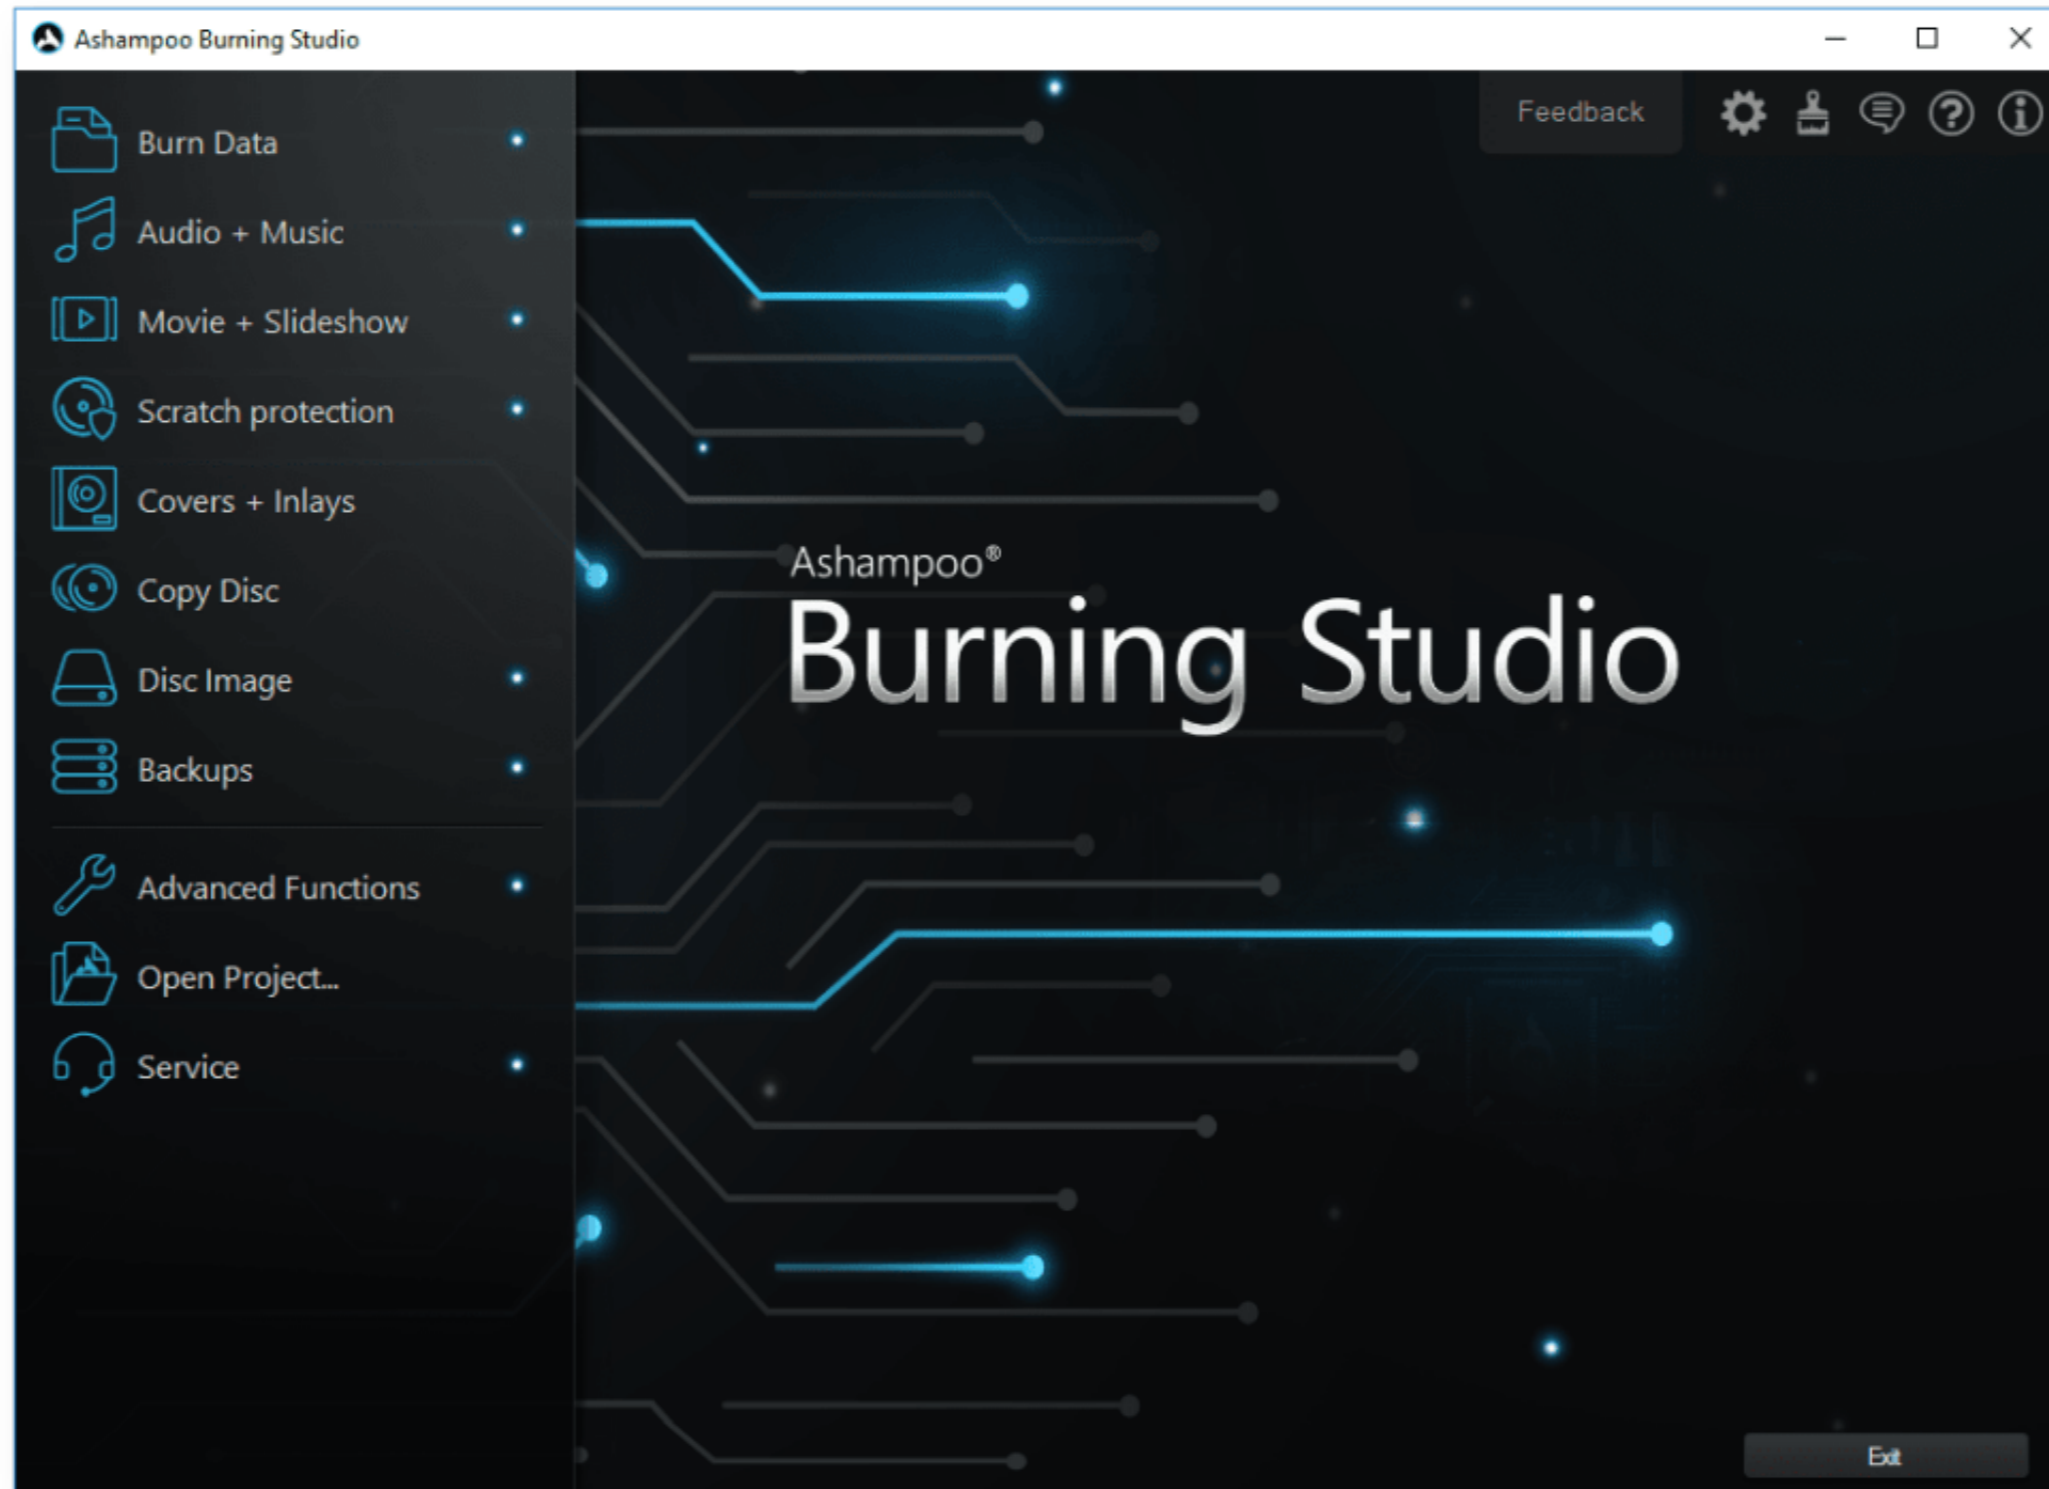 Ashampoo Burning Studio
Feedback
Burn Data
Audio + Music
Movie + Slideshow
Scratch protection
Covers + Inlays
Copy Disc
Disc Image
Backups
Advanced Functions
Open Project...
Service
Ashampoo®
Burning Studio
Exit